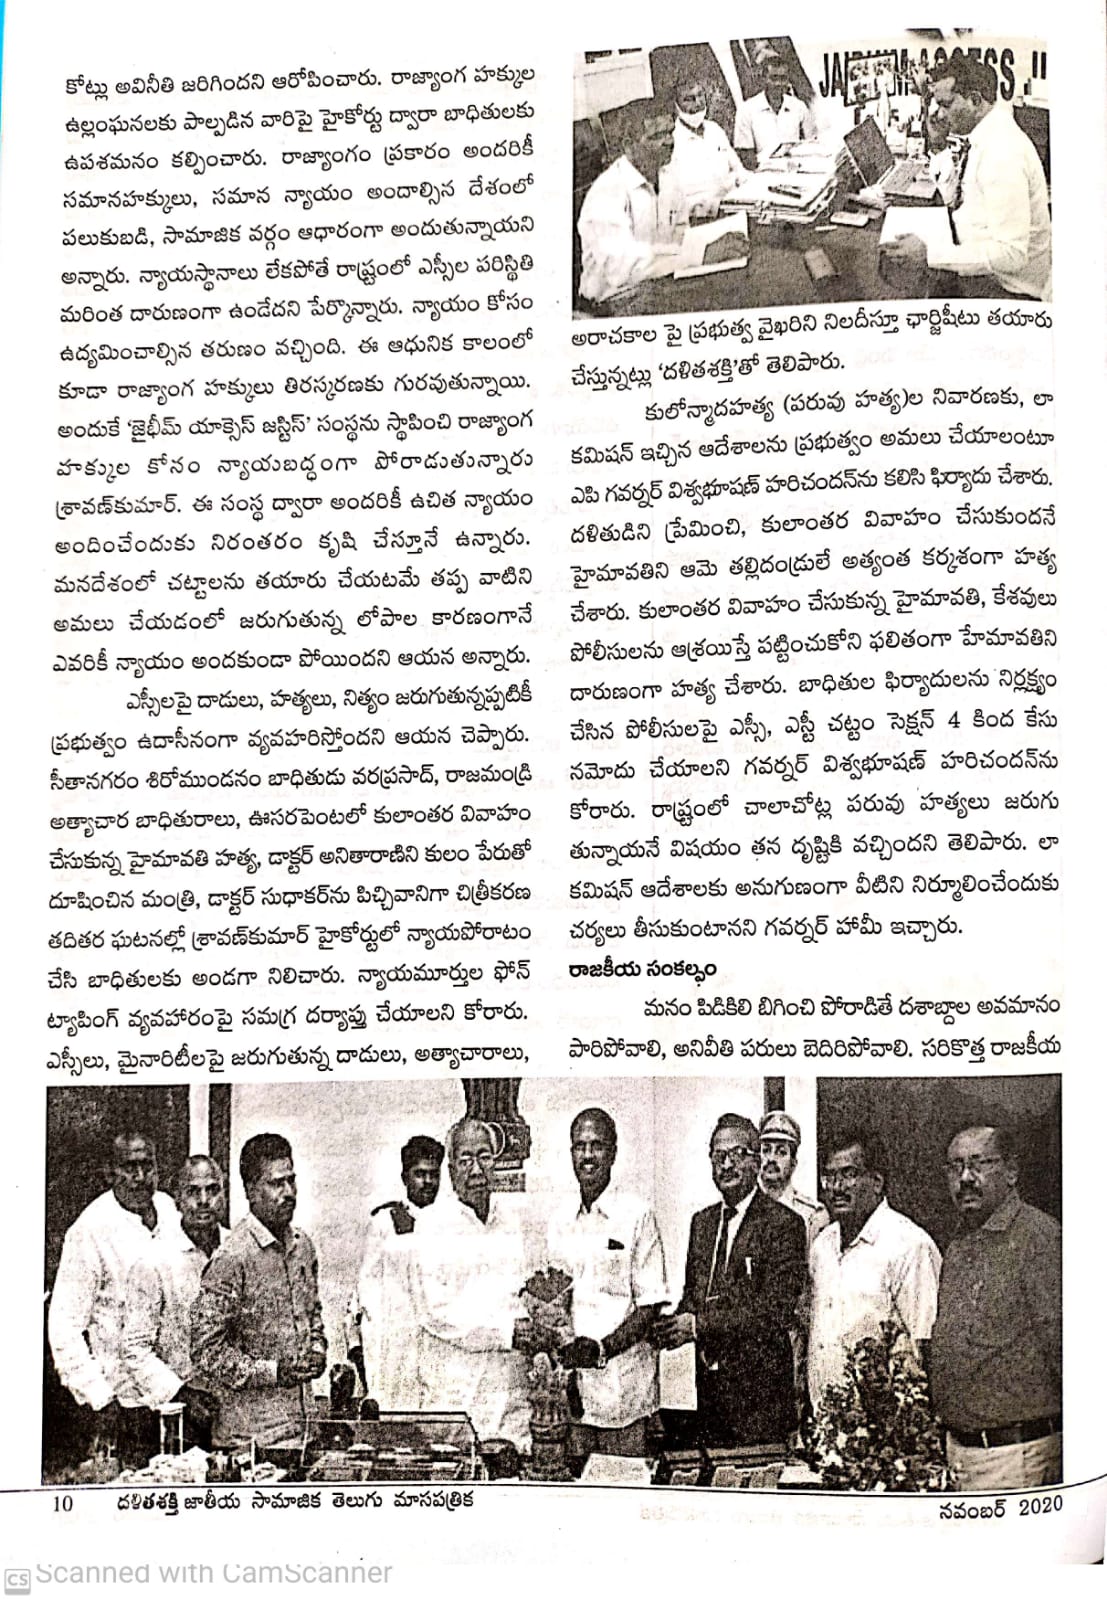 కోట్లు అవినీతి జరిగిందని ఆరోపించారు. రాజ్యాంగ హక్కుల
ఉల్లంఘనలకు పాల్పడిన వారిపై హైకోర్టు ద్వారా బాధితులకు
ఉపశమనం కల్పించారు. రాజ్యాంగం ప్రకారం అందరికీ
సమానహక్కులు, సమాన న్యాయం అందాల్సిన దేశంలో
పలుకుబడి, సామాజిక వర్గం ఆధారంగా అందుతున్నాయని
అన్నారు. న్యాయస్థానాలు లేకపోతే రాష్ట్రంలో ఎస్సీల పరిస్థితి
మరింత దారుణంగా ఉండేదని పేర్కొన్నారు. న్యాయం కోసం
ఉద్యమించాల్సిన తరుణం వచ్చింది. ఈ ఆధునిక కాలంలో
కూడా రాజ్యాంగ హక్కులు తిరస్కరణకు గురవుతున్నాయి.
అందుకే ‘జైభీమ్ యాక్సెస్ జస్టిస్’ సంస్థను స్థాపించి రాజ్యాంగ
హక్కుల కోసం న్యాయబద్ధంగా పోరాడుతున్నారు
శ్రావణ్‌కుమార్. ఈ సంస్థ ద్వారా అందరికీ ఉచిత న్యాయం
అందించేందుకు నిరంతరం కృషి చేస్తూనే ఉన్నారు.
మనదేశంలో చట్టాలను తయారు చేయటమే తప్ప వాటిని
అమలు చేయడంలో జరుగుతున్న లోపాల కారణంగానే
ఎవరికీ న్యాయం అందకుండా పోయిందని ఆయన అన్నారు.
ఎస్సీలపై దాడులు, హత్యలు, నిత్యం జరుగుతున్నప్పటికీ
ప్రభుత్వం ఉదాసీనంగా వ్యవహరిస్తోందని ఆయన చెప్పారు.
సీతానగరం శిరోముండనం బాధితుడు వరప్రసాద్, రాజమండ్రి
అత్యాచార బాధితురాలు, ఊసరపెంటలో కులాంతర వివాహం
చేసుకున్న హైమావతి హత్య, డాక్టర్ అనితారాణిని కులం పేరుతో
దూషించిన మంత్రి, డాక్టర్ సుధాకర్‌ను పిచ్చివానిగా చిత్రీకరణ
తదితర ఘటనల్లో శ్రావణ్‌కుమార్ హైకోర్టులో న్యాయపోరాటం
చేసి బాధితులకు అండగా నిలిచారు. న్యాయమూర్తుల ఫోన్
ట్యాపింగ్ వ్యవహారంపై సమగ్ర దర్యాప్తు చేయాలని కోరారు.
ఎస్సీలు, మైనారిటీలపై జరుగుతున్న దాడులు, అత్యాచారాలు,
అరాచకాల పై ప్రభుత్వ వైఖరిని నిలదీస్తూ ఛార్జిషీటు తయారు
చేస్తున్నట్లు ‘దళితశక్తి’తో తెలిపారు.
కులోన్మాదహత్య (పరువు హత్య)ల నివారణకు, లా
కమిషన్ ఇచ్చిన ఆదేశాలను ప్రభుత్వం అమలు చేయాలంటూ
ఎపి గవర్నర్ విశ్వభూషణ్ హరిచందన్‌ను కలిసి ఫిర్యాదు చేశారు.
దళితుడిని ప్రేమించి, కులాంతర వివాహం చేసుకుందనే
హైమావతిని ఆమె తల్లిదండ్రులే అత్యంత కర్కశంగా హత్య
చేశారు. కులాంతర వివాహం చేసుకున్న హైమావతి, కేశవులు
పోలీసులను ఆశ్రయిస్తే పట్టించుకోని ఫలితంగా హేమావతిని
దారుణంగా హత్య చేశారు. బాధితుల ఫిర్యాదులను నిర్లక్ష్యం
చేసిన పోలీసులపై ఎస్సీ, ఎస్టీ చట్టం సెక్షన్ 4 కింద కేసు
నమోదు చేయాలని గవర్నర్ విశ్వభూషణ్ హరిచందన్‌ను
కోరారు. రాష్ట్రంలో చాలాచోట్ల పరువు హత్యలు జరుగు
తున్నాయనే విషయం తన దృష్టికి వచ్చిందని తెలిపారు. లా
కమిషన్ ఆదేశాలకు అనుగుణంగా వీటిని నిర్మూలించేందుకు
చర్యలు తీసుకుంటానని గవర్నర్ హామీ ఇచ్చారు.
రాజకీయ సంకల్పం
మనం పిడికిలి బిగించి పోరాడితే దశాబ్దాల అవమానం
పారిపోవాలి, అనివీతి పరులు బెదిరిపోవాలి. సరికొత్త రాజకీయ
10 దళితశక్తి జాతీయ సామాజిక తెలుగు మాసపత్రిక
నవంబర్ 2020
CS Scanned with CamScanner